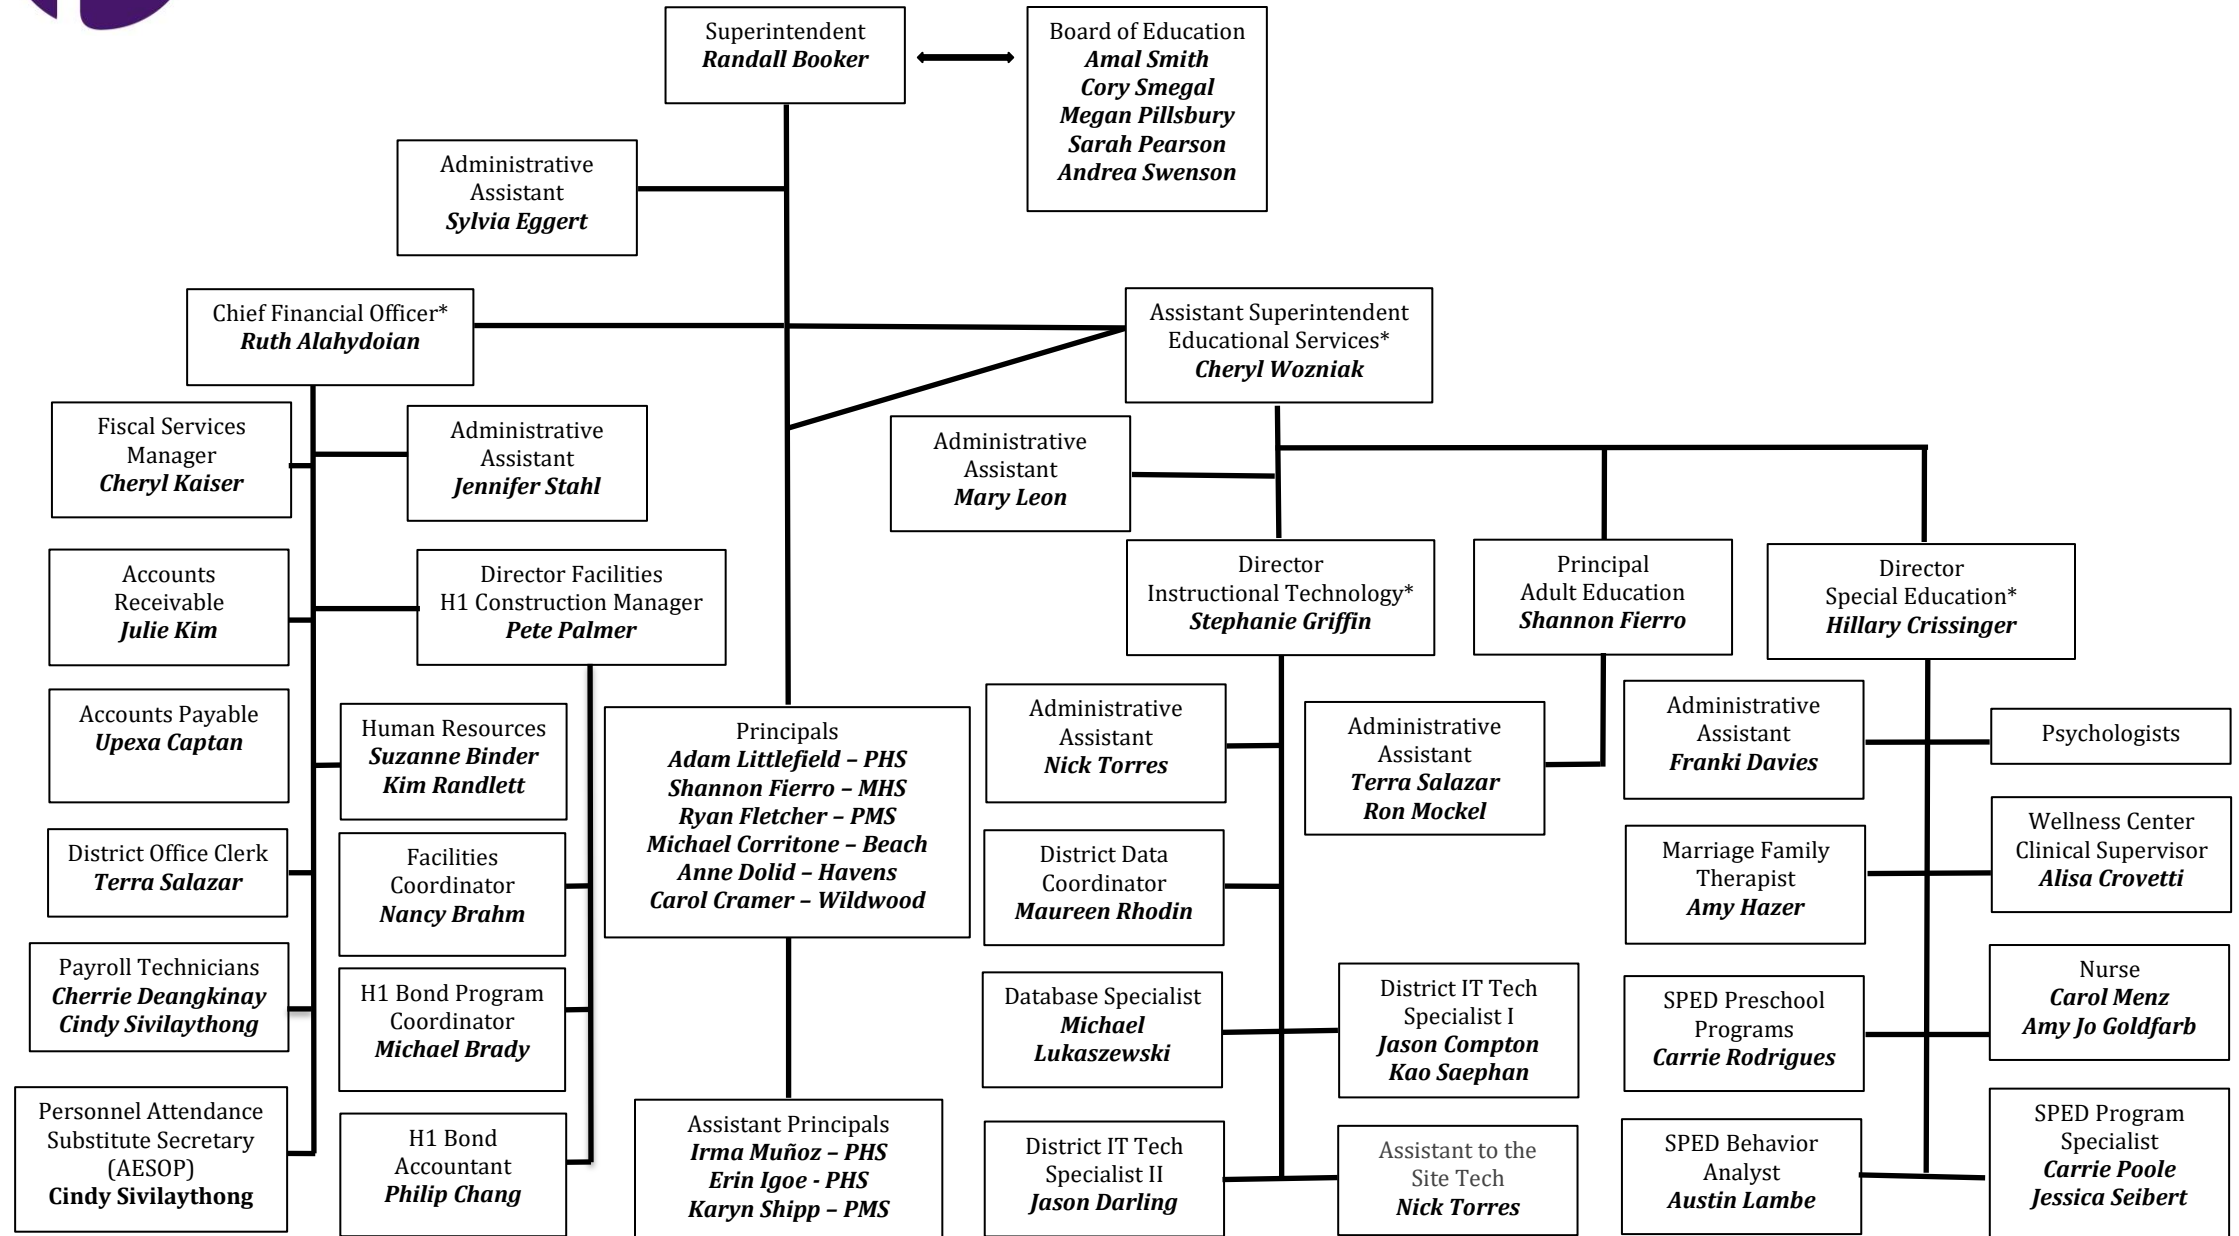 Superintendent
Randall Booker
Board of Education
Amal Smith
Cory Smegal
Megan Pillsbury
Sarah Pearson
Andrea Swenson
Administrative
Assistant
Sylvia Eggert
Chief Financial Officer*
Ruth Alahydoian
Assistant Superintendent
Educational Services*
Cheryl Wozniak
Fiscal Services
Manager
Cheryl Kaiser
Administrative
Assistant
Jennifer Stahl
Administrative
Assistant
Mary Leon
Accounts
Receivable
Julie Kim
Director Facilities
H1 Construction Manager
Pete Palmer
Director
Instructional Technology*
Stephanie Griffin
Principal
Adult Education
Shannon Fierro
Director
Special Education*
Hillary Crissinger
Accounts Payable
Upexa Captan
Human Resources
Suzanne Binder
Kim Randlett
Principals
Adam Littlefield – PHS
Shannon Fierro – MHS
Ryan Fletcher – PMS
Michael Corritone – Beach
Anne Dolid – Havens
Carol Cramer – Wildwood
Administrative
Assistant
Nick Torres
Administrative
Assistant
Terra Salazar
Ron Mockel
Administrative
Assistant
Franki Davies
Psychologists
District Office Clerk
Terra Salazar
Facilities
Coordinator
Nancy Brahm
District Data
Coordinator
Maureen Rhodin
Marriage Family
Therapist
Amy Hazer
Wellness Center
Clinical Supervisor
Alisa Crovetti
Payroll Technicians
Cherrie Deangkinay
Cindy Sivilaythong
H1 Bond Program
Coordinator
Michael Brady
Database Specialist
Michael
Lukaszewski
District IT Tech
Specialist I
Jason Compton
Kao Saephan
SPED Preschool
Programs
Carrie Rodrigues
Nurse
Carol Menz
Amy Jo Goldfarb
Personnel Attendance
Substitute Secretary
(AESOP)
Cindy Sivilaythong
H1 Bond
Accountant
Philip Chang
Assistant Principals
Irma Muñoz – PHS
Erin Igoe - PHS
Karyn Shipp – PMS
District IT Tech
Specialist II
Jason Darling
Assistant to the
Site Tech
Nick Torres
SPED Behavior
Analyst
Austin Lambe
SPED Program
Specialist
Carrie Poole
Jessica Seibert